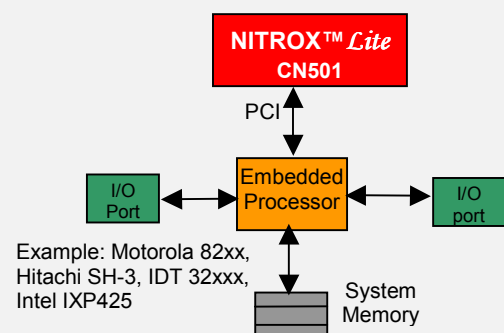 NITROX™ Lite
CN501
PCI
I/O
Port
Embedded
Processor
I/O
port
Example: Motorola 82xx,
Hitachi SH-3, IDT 32xxx,
Intel IXP425
System
Memory